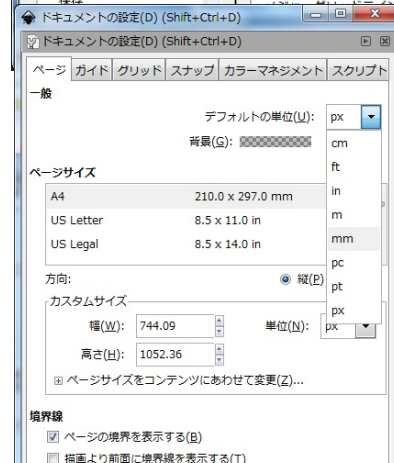 ドキュメントの設定(D) (Shift+Ctrl+D)
ドキュメントの設定(D) (Shift+Ctrl+D)
ページ ガイド グリッド スナップ カラーマネジメント スクリプト
一般
デフォルトの単位(U): px
背景(G):
cm
ft
in
m
mm
pc
pt
px
ページサイズ
A4 210.0 x 297.0 mm
US Letter 8.5 x 11.0 in
US Legal 8.5 x 14.0 in
方向: 縦(P)
カスタムサイズ
幅(W): 744.09 単位(N): px
高さ(H): 1052.36
ページサイズをコンテンツにあわせて変更(Z)...
境界線
ページの境界を表示する(B)
描画より前面に境界線を表示する(T)